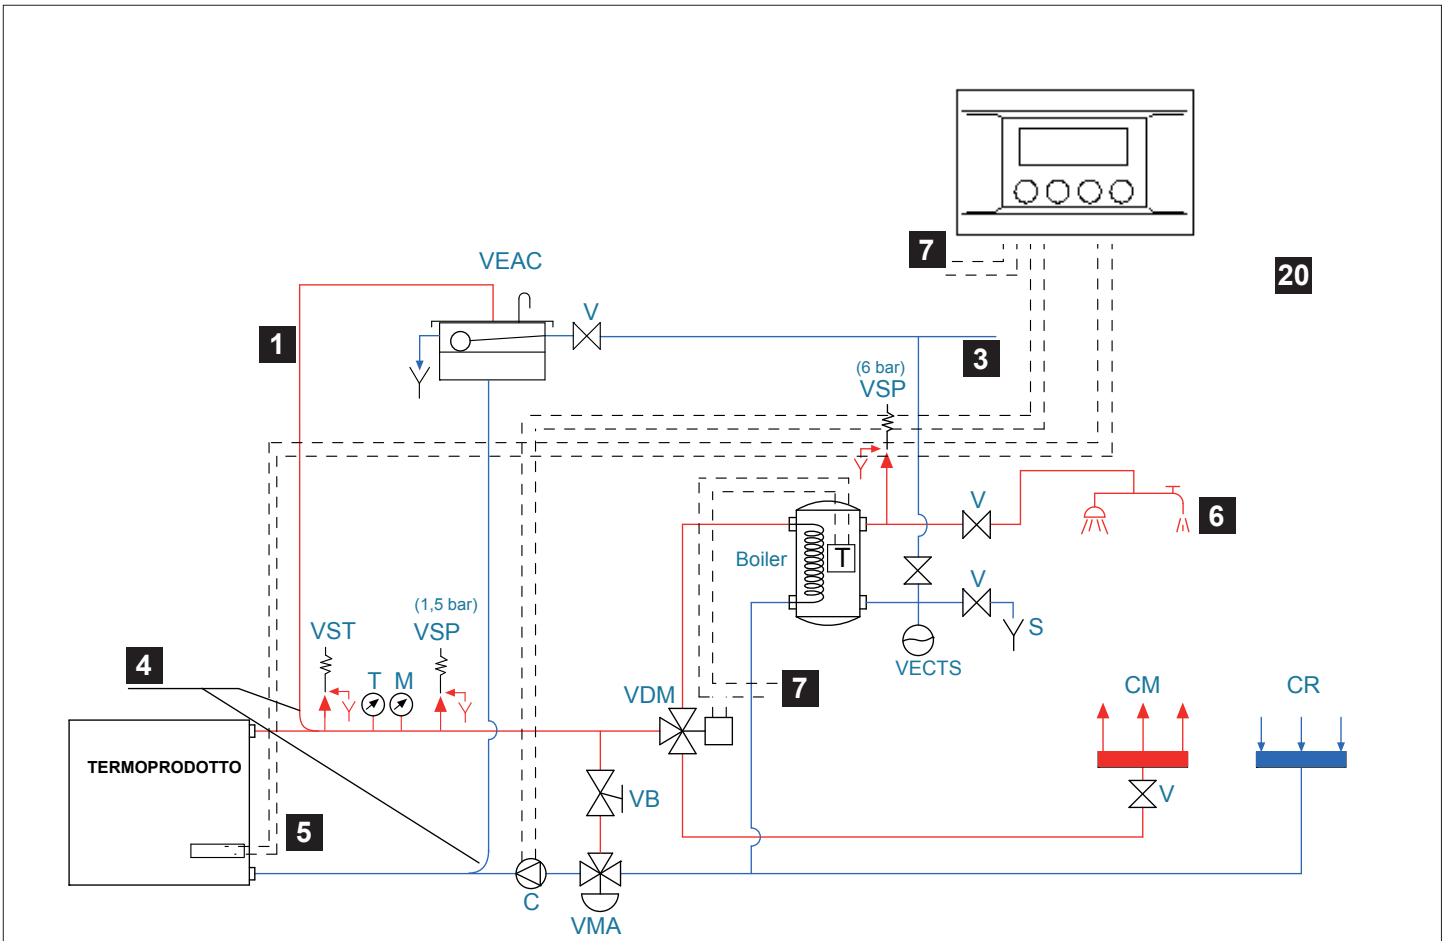 7
20
VEAC
V
1
3
(6 bar)
VSP
V
6
Boiler
T
V
S
VECTS
(1,5 bar)
VST
VSP
4
T
M
7
VDM
CM
CR
TERMOPRODOTTO
VB
V
5
C
VMA